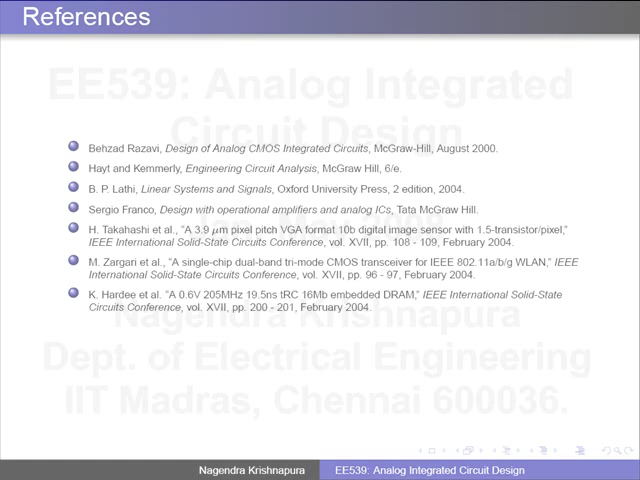 References
EE539: Analog Integrated
Circuit Design
Behzad Razavi, Design of Analog CMOS Integrated Circuits, McGraw-Hill, August 2000.
Hayt and Kemmerly, Engineering Circuit Analysis, McGraw Hill, 6/e.
B. P. Lathi, Linear Systems and Signals, Oxford University Press, 2 edition, 2004.
Sergio Franco, Design with operational amplifiers and analog ICs, Tata McGraw Hill.
H. Takahashi et al., “A 3.9 μm pixel pitch VGA format 10b digital image sensor with 1.5-transistor/pixel,”
IEEE International Solid-State Circuits Conference, vol. XVII, pp. 108 - 109, February 2004.
M. Zargari et al., “A single-chip dual-band tri-mode CMOS transceiver for IEEE 802.11a/b/g WLAN,” IEEE
International Solid-State Circuits Conference, vol. XVII, pp. 96 - 97, February 2004.
K. Hardee et al. “A 0.6V 205MHz 19.5ns tRC 16Mb embedded DRAM,” IEEE International Solid-State
Circuits Conference, vol. XVII, pp. 200 - 201, February 2004.
Nagendra Krishnapura
Dept. of Electrical Engineering
IIT Madras, Chennai 600036.
Nagendra Krishnapura EE539: Analog Integrated Circuit Design